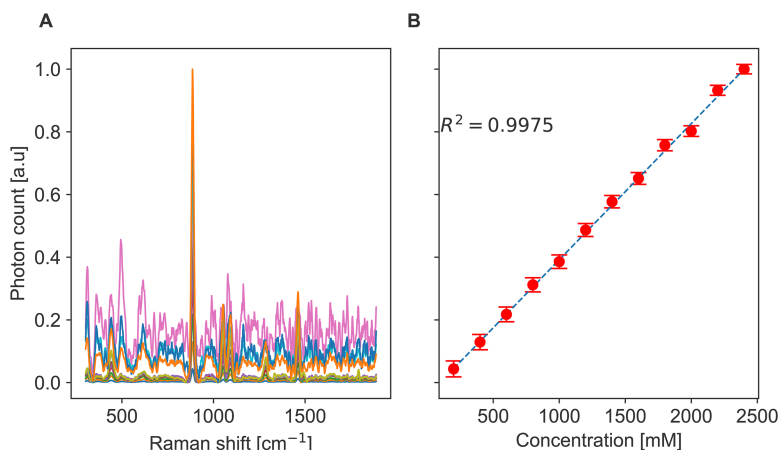 A
B
Photon count [a.u]
1.0
0.8
0.6
0.4
0.2
0.0
500
1000
1500
Raman shift [cm⁻¹]
R² = 0.9975
500
1000
1500
2000
2500
Concentration [mM]